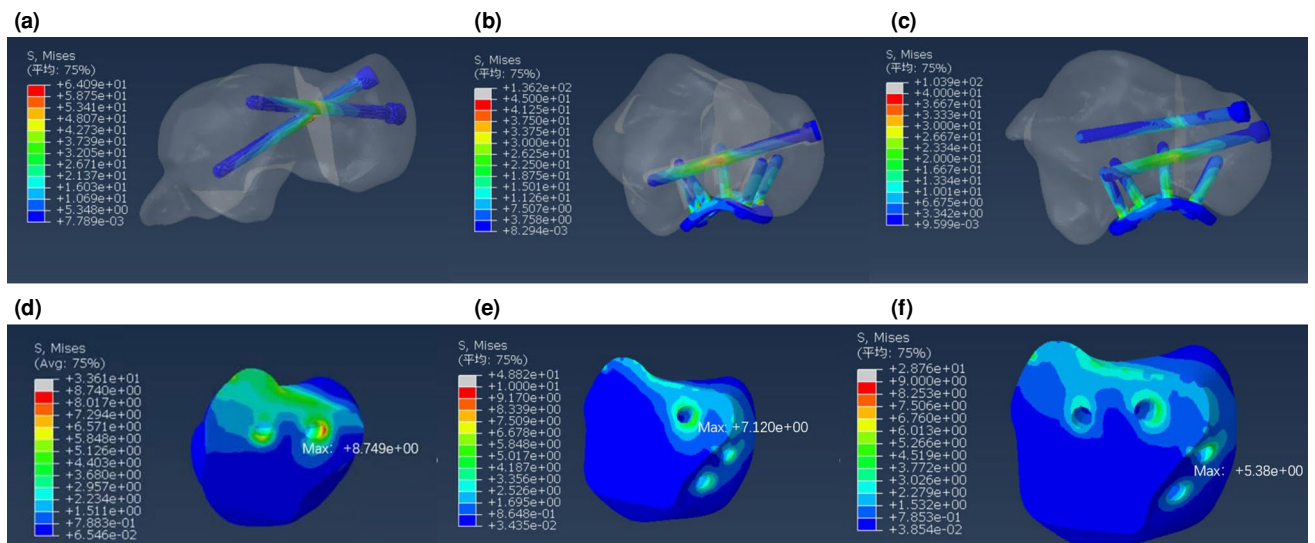 (a)
(b)
(c)
S, Mises
(平均: 75%)
+6.409e+01
+5.875e+01
+5.341e+01
+4.807e+01
+4.273e+01
+3.739e+01
+3.205e+01
+2.671e+01
+2.137e+01
+1.603e+01
+1.069e+01
+5.348e+00
+7.789e-03
S, Mises
(平均: 75%)
+1.362e+02
+4.500e+01
+4.125e+01
+3.750e+01
+3.375e+01
+3.000e+01
+2.625e+01
+2.250e+01
+1.875e+01
+1.501e+01
+1.126e+01
+7.507e+00
+3.758e+00
+8.294e-03
S, Mises
(平均: 75%)
+1.039e+02
+4.000e+01
+3.667e+01
+3.333e+01
+3.000e+01
+2.667e+01
+2.334e+01
+2.000e+01
+1.667e+01
+1.334e+01
+1.001e+01
+6.675e+00
+3.342e+00
+9.599e-03
(d)
(e)
(f)
S, Mises
(Avg: 75%)
+3.361e+01
+8.740e+00
+8.017e+00
+7.294e+00
+6.571e+00
+5.848e+00
+5.126e+00
+4.403e+00
+3.680e+00
+2.957e+00
+2.234e+00
+1.511e+00
+7.883e-01
+6.546e-02
Max: +8.749e+00
S, Mises
(平均: 75%)
+4.882e+01
+1.000e+01
+9.170e+00
+8.339e+00
+7.509e+00
+6.678e+00
+5.848e+00
+5.017e+00
+4.187e+00
+3.356e+00
+2.526e+00
+1.695e+00
+8.648e-01
+3.435e-02
Max: +7.120e+00
S, Mises
(平均: 75%)
+2.876e+01
+9.000e+00
+8.253e+00
+7.506e+00
+6.760e+00
+6.013e+00
+5.266e+00
+4.519e+00
+3.772e+00
+3.026e+00
+2.279e+00
+1.532e+00
+7.853e-01
+3.854e-02
Max: +5.38e+00